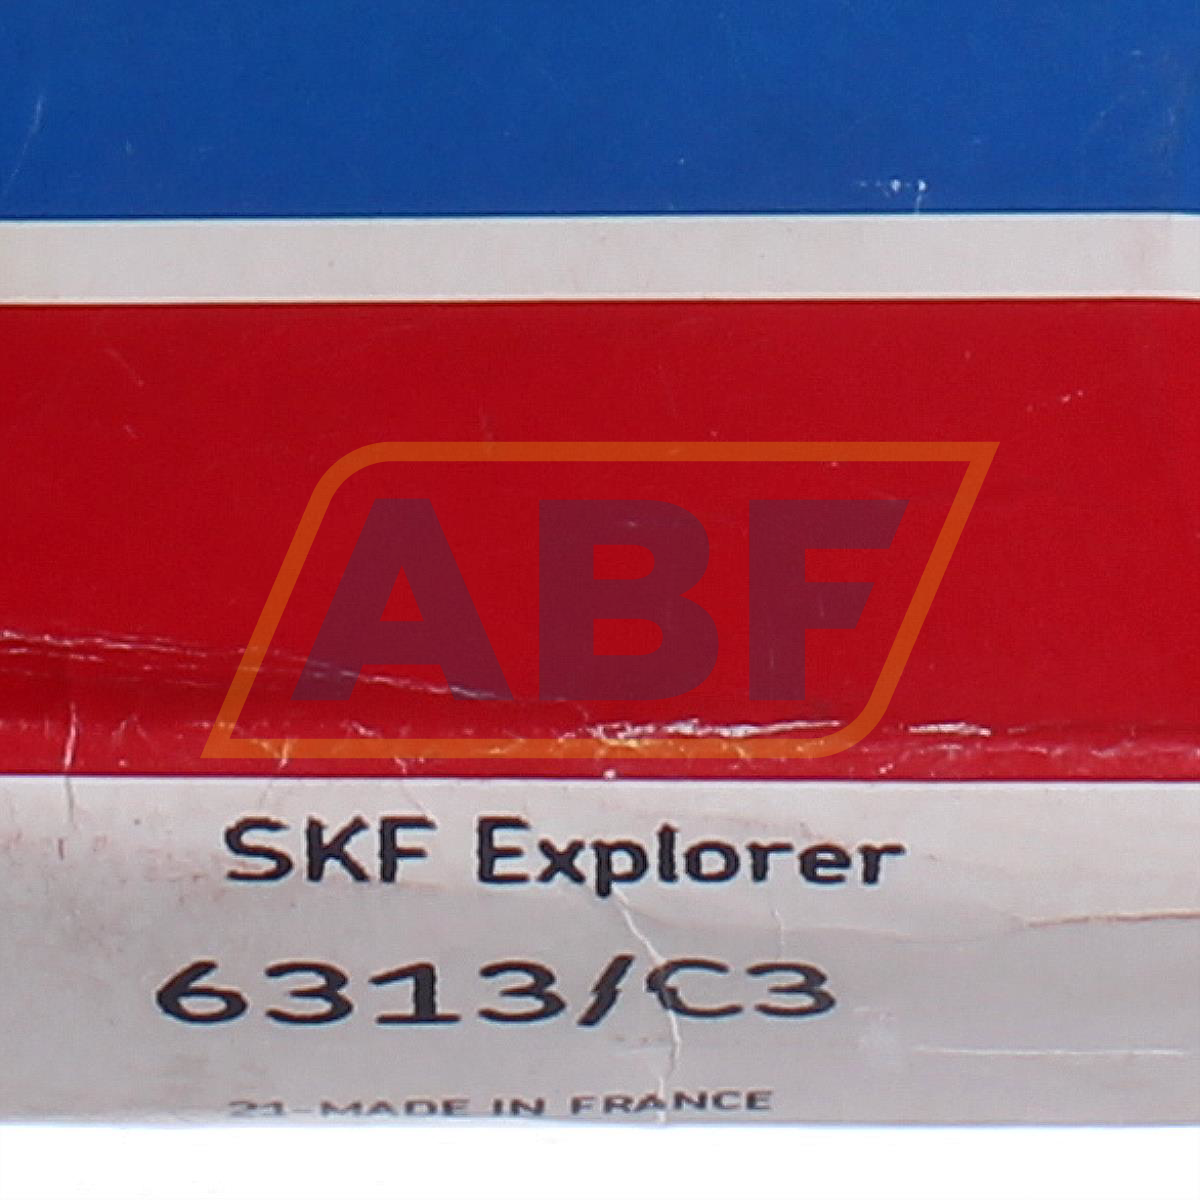 ABF
SKF Explorer
6313/C3
21-MADE IN FRANCE